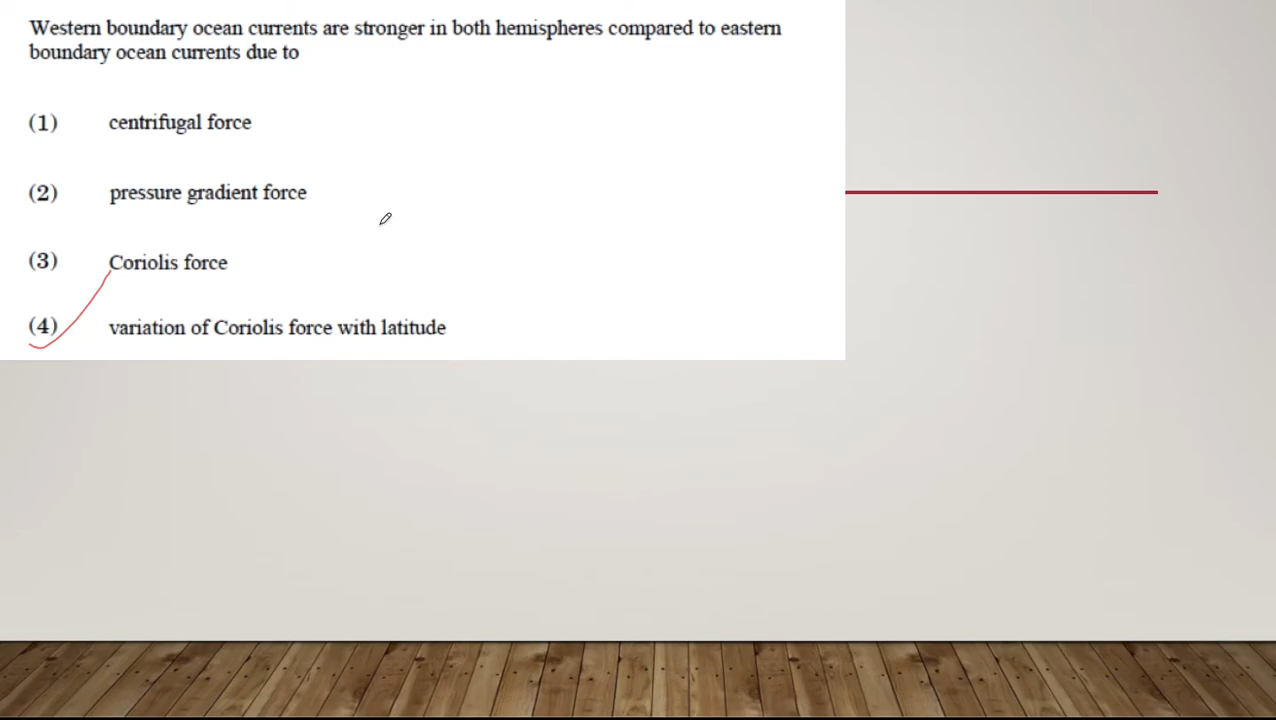 Western boundary ocean currents are stronger in both hemispheres compared to eastern
boundary ocean currents due to
(1) centrifugal force
(2) pressure gradient force
(3) Coriolis force
(4) variation of Coriolis force with latitude